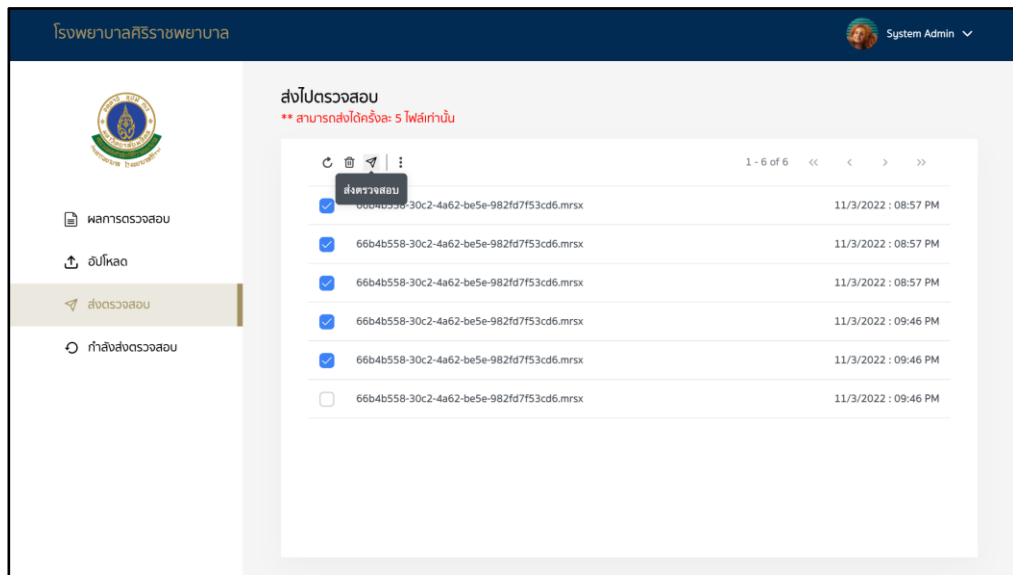 โรงพยาบาลศิริราชพยาบาล
System Admin
ส่งไปตรวจสอบ
** สามารถส่งได้ครั้งละ 5 ไฟล์เท่านั้น
1 - 6 of 6
ส่งตรวจสอบ
66b4b558-30c2-4a62-be5e-982fd7f53cd6.mrsx 11/3/2022 : 08:57 PM
ผลการตรวจสอบ
66b4b558-30c2-4a62-be5e-982fd7f53cd6.mrsx 11/3/2022 : 08:57 PM
อัปโหลด
66b4b558-30c2-4a62-be5e-982fd7f53cd6.mrsx 11/3/2022 : 08:57 PM
ส่งตรวจสอบ
66b4b558-30c2-4a62-be5e-982fd7f53cd6.mrsx 11/3/2022 : 09:46 PM
กำลังส่งตรวจสอบ
66b4b558-30c2-4a62-be5e-982fd7f53cd6.mrsx 11/3/2022 : 09:46 PM
66b4b558-30c2-4a62-be5e-982fd7f53cd6.mrsx 11/3/2022 : 09:46 PM